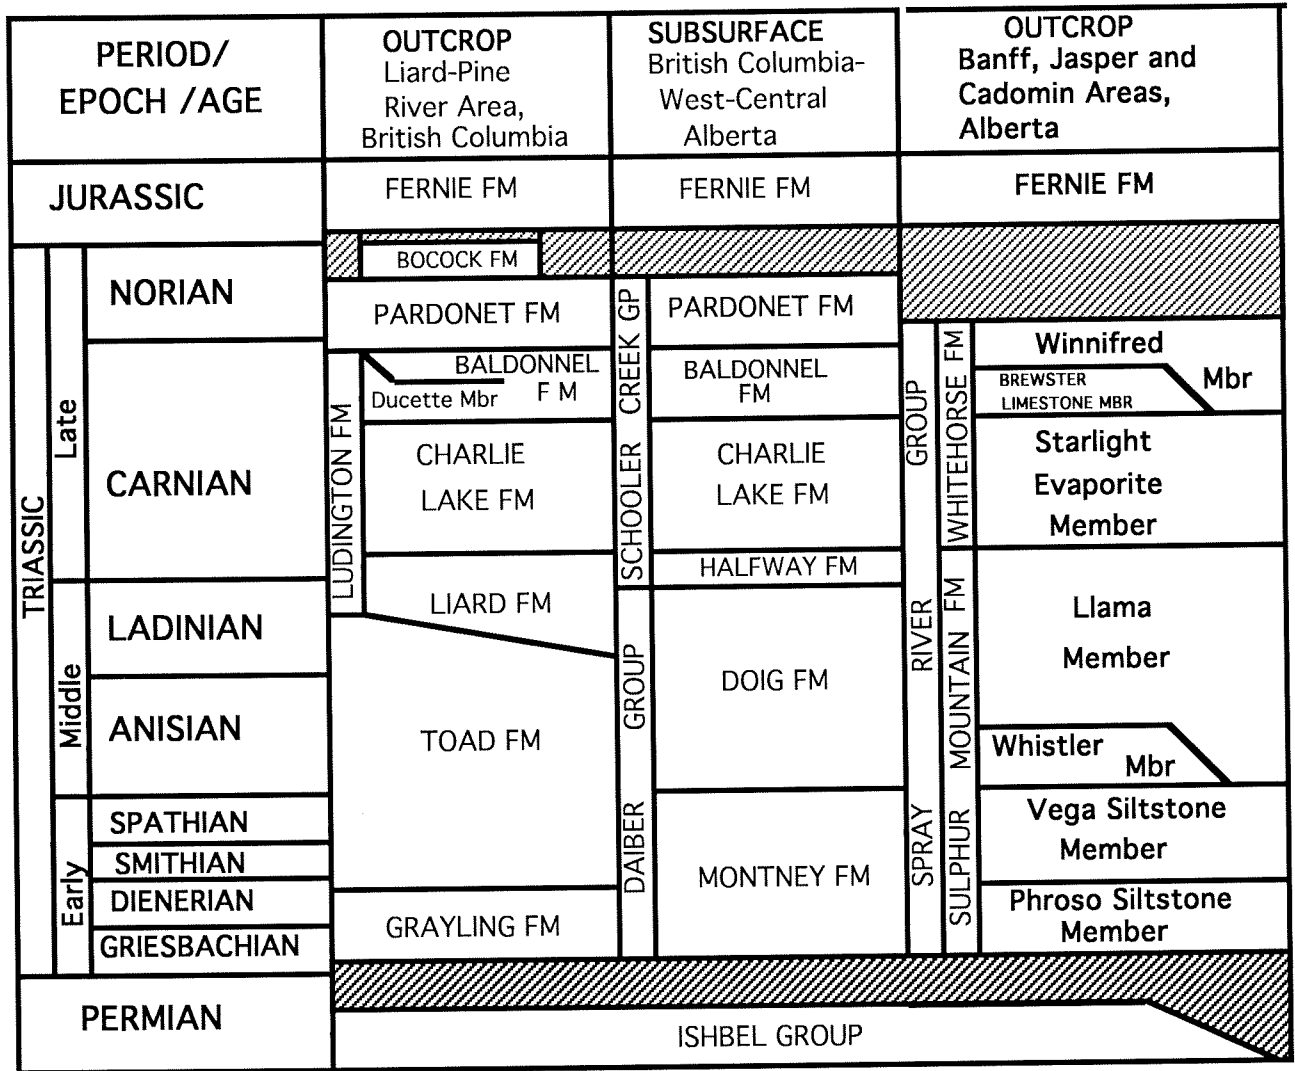 PERIOD/
EPOCH /AGE
OUTCROP
Liard-Pine
River Area,
British Columbia
SUBSURFACE
British Columbia-
West-Central
Alberta
OUTCROP
Banff, Jasper and
Cadomin Areas,
Alberta
JURASSIC
FERNIE FM
FERNIE FM
FERNIE FM
TRIASSIC
Late
Middle
Early
NORIAN
CARNIAN
LADINIAN
ANISIAN
SPATHIAN
SMITHIAN
DIENERIAN
GRIESBACHIAN
PERMIAN
BOCOCK FM
PARDONET FM
LUDINGTON FM
BALDONNEL
F M
Ducette Mbr
CHARLIE
LAKE FM
LIARD FM
TOAD FM
GRAYLING FM
SCHOOLER CREEK GP
DAIBER GROUP
PARDONET FM
BALDONNEL
FM
CHARLIE
LAKE FM
HALFWAY FM
DOIG FM
MONTNEY FM
SPRAY RIVER GROUP
WHITEHORSE FM
SULPHUR MOUNTAIN FM
Winnifred
Mbr
BREWSTER
LIMESTONE MBR
Starlight
Evaporite
Member
Llama
Member
Whistler
Mbr
Vega Siltstone
Member
Phroso Siltstone
Member
ISHBEL GROUP